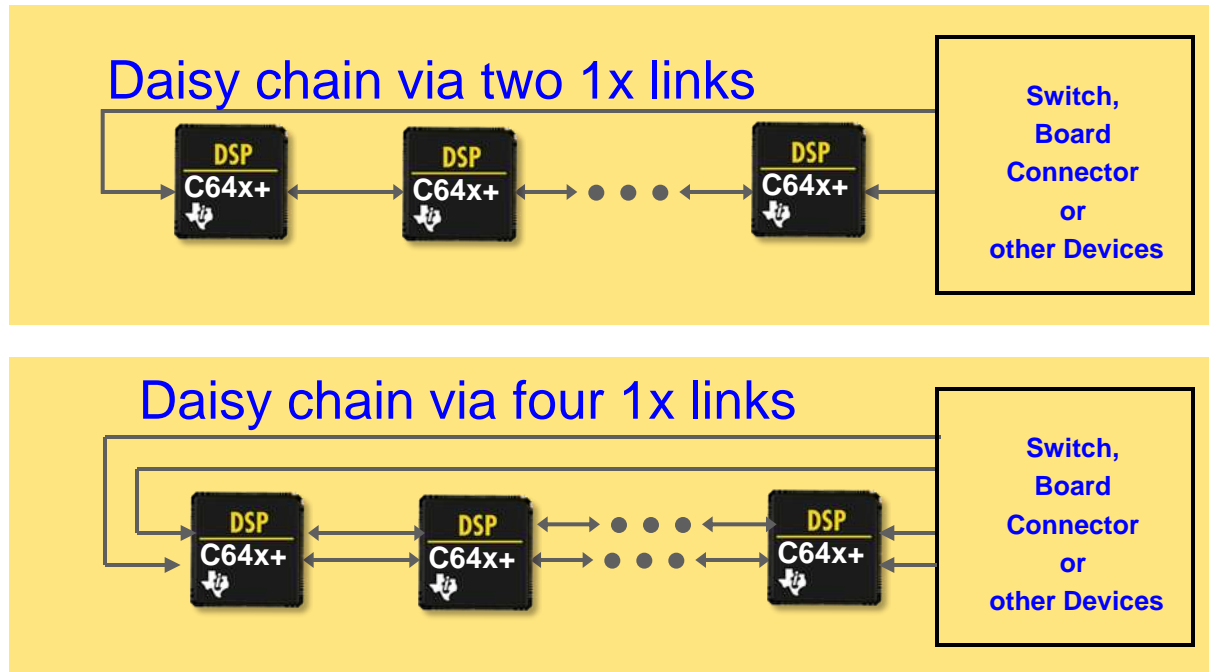 Daisy chain via two 1x links
DSP
C64x+
DSP
C64x+
DSP
C64x+
Switch,
Board
Connector
or
other Devices
Daisy chain via four 1x links
DSP
C64x+
DSP
C64x+
DSP
C64x+
Switch,
Board
Connector
or
other Devices